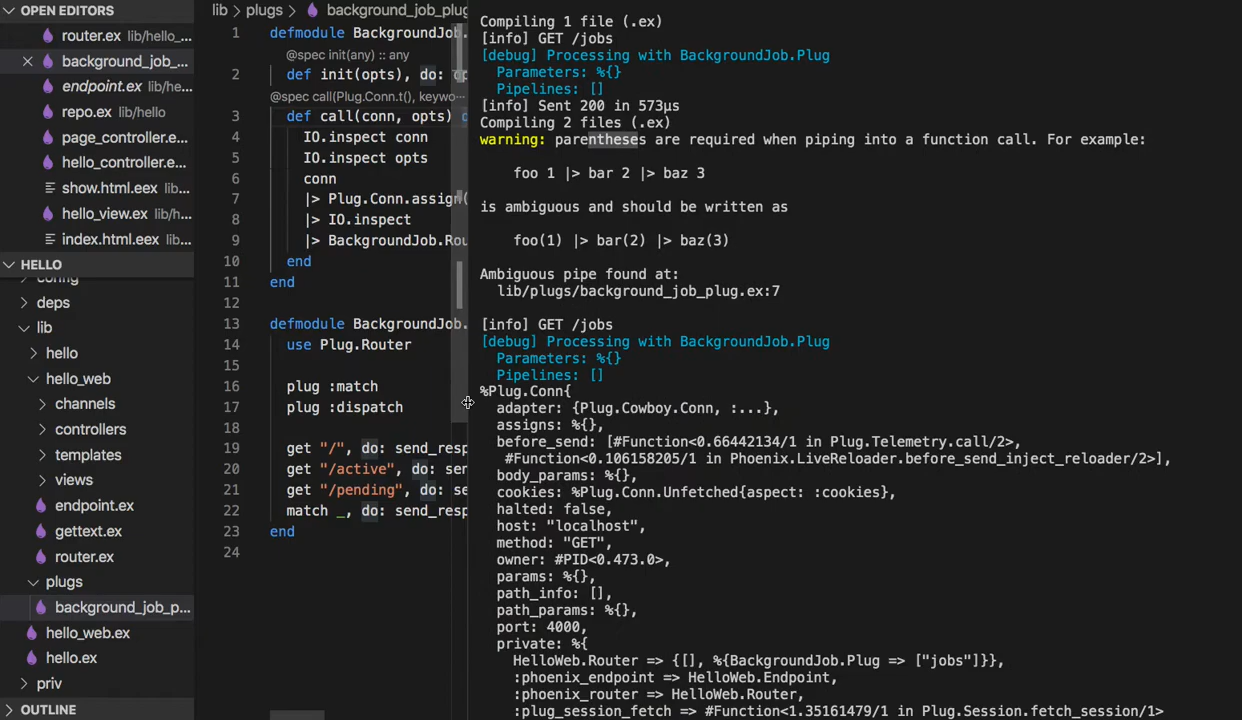 OPEN EDITORS
router.ex lib/hello_...
background_job_...
endpoint.ex lib/he...
repo.ex lib/hello
page_controller.e...
hello_controller.e...
show.html.eex lib/...
hello_view.ex lib/h...
index.html.eex lib...
HELLO
config
deps
lib
hello
hello_web
channels
controllers
templates
views
endpoint.ex
gettext.ex
router.ex
plugs
background_job_p...
hello_web.ex
hello.ex
priv
OUTLINE
lib > plugs > background_job_plug
1 defmodule BackgroundJob.
@spec init(any) :: any
2 def init(opts), do: op
@spec call(Plug.Conn.t(), keywo...
3 def call(conn, opts) d
4 IO.inspect conn
5 IO.inspect opts
6 conn
7 |> Plug.Conn.assign(
8 |> IO.inspect
9 |> BackgroundJob.Rou
10 end
11 end
12
13 defmodule BackgroundJob.
14 use Plug.Router
15
16 plug :match
17 plug :dispatch
18
19 get "/", do: send_resp
20 get "/active", do: sen
21 get "/pending", do: se
22 match _, do: send_resp
23 end
24
Compiling 1 file (.ex)
[info] GET /jobs
[debug] Processing with BackgroundJob.Plug
Parameters: %{}
Pipelines: []
[info] Sent 200 in 573µs
Compiling 2 files (.ex)
warning: parentheses are required when piping into a function call. For example:
foo 1 |> bar 2 |> baz 3
is ambiguous and should be written as
foo(1) |> bar(2) |> baz(3)
Ambiguous pipe found at:
lib/plugs/background_job_plug.ex:7
[info] GET /jobs
[debug] Processing with BackgroundJob.Plug
Parameters: %{}
Pipelines: []
%Plug.Conn{
adapter: {Plug.Cowboy.Conn, :...},
assigns: %{},
before_send: [#Function<0.66442134/1 in Plug.Telemetry.call/2>,
#Function<0.106158205/1 in Phoenix.LiveReloader.before_send_inject_reloader/2>],
body_params: %{},
cookies: %Plug.Conn.Unfetched{aspect: :cookies},
halted: false,
host: "localhost",
method: "GET",
owner: #PID<0.473.0>,
params: %{},
path_info: [],
path_params: %{},
port: 4000,
private: %{
HelloWeb.Router => {[], %{BackgroundJob.Plug => ["jobs"]}},
:phoenix_endpoint => HelloWeb.Endpoint,
:phoenix_router => HelloWeb.Router,
:plug_session_fetch => #Function<1.35161479/1 in Plug.Session.fetch_session/1>